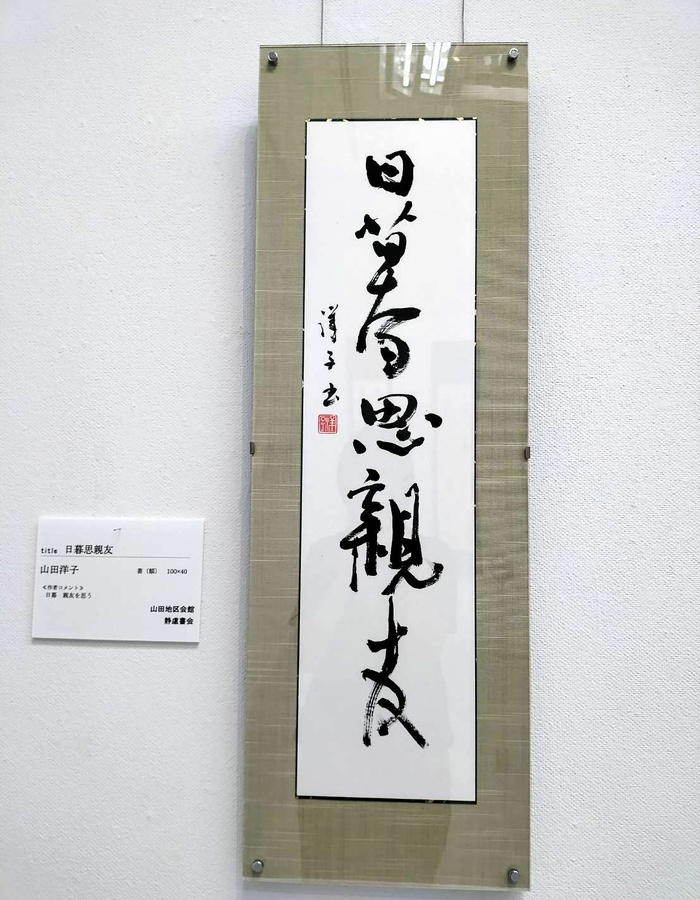 日暮思親友
洋子書
title 日暮思親友
山田洋子 書（額） 100×40
≪作者コメント≫
日暮 親友を思う
山田地区会館
静慮書会